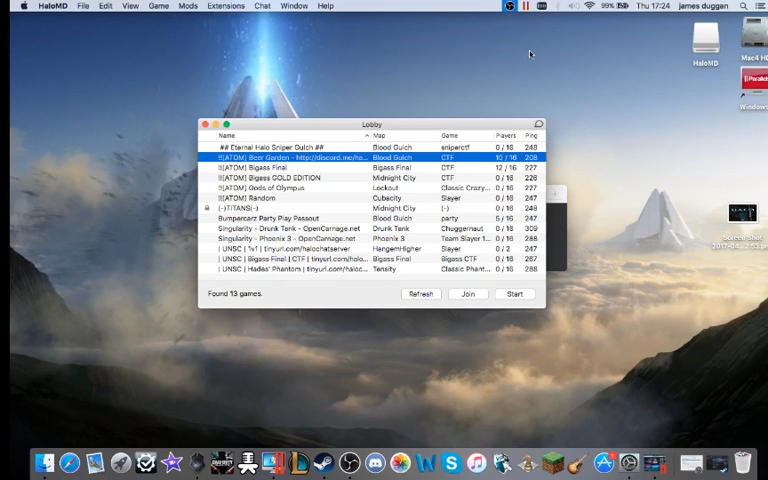 HaloMD File Edit View Game Mods Extensions Chat Window Help 99% Thu 17:24 james duggan
HaloMD
Mac4 HD
Windows
Lobby
Name Map Game Players Ping
## Eternal Halo Sniper Gulch ## Blood Gulch sniperctf 0 / 16 248
!![ATOM] Beer Garden - http://discord.me/ha... Blood Gulch CTF 10 / 16 208
!![ATOM] Bigass Final Blood Gulch CTF 12 / 16 227
!![ATOM] Bigass GOLD EDITION Midnight City CTF 0 / 16 226
!![ATOM] Gods of Olympus Lockout Classic Crazy... 0 / 16 227
!![ATOM] Random Cubacity Slayer 0 / 16 227
(-)TITANS(-) Midnight City (-) 0 / 16 248
Bumpercarz Party Play Passout Blood Gulch party 5 / 16 247
Singularity - Drunk Tank - OpenCarnage.net Drunk Tank Chuggernaut 0 / 16 309
Singularity - Phoenix 3 - OpenCarnage.net Phoenix 3 Team Slayer 1... 0 / 16 288
| UNSC | 1v1 | tinyurl.com/halochatserver HangemHigher Slayer 0 / 2 247
| UNSC | Bigass Final | CTF | tinyurl.com/halo... Bigass Final Bigass CTF 0 / 16 267
| UNSC | Hades' Phantom | tinyurl.com/haloc... Tensity Classic Phant... 0 / 16 288
Found 13 games. Refresh Join Start
Screen Shot